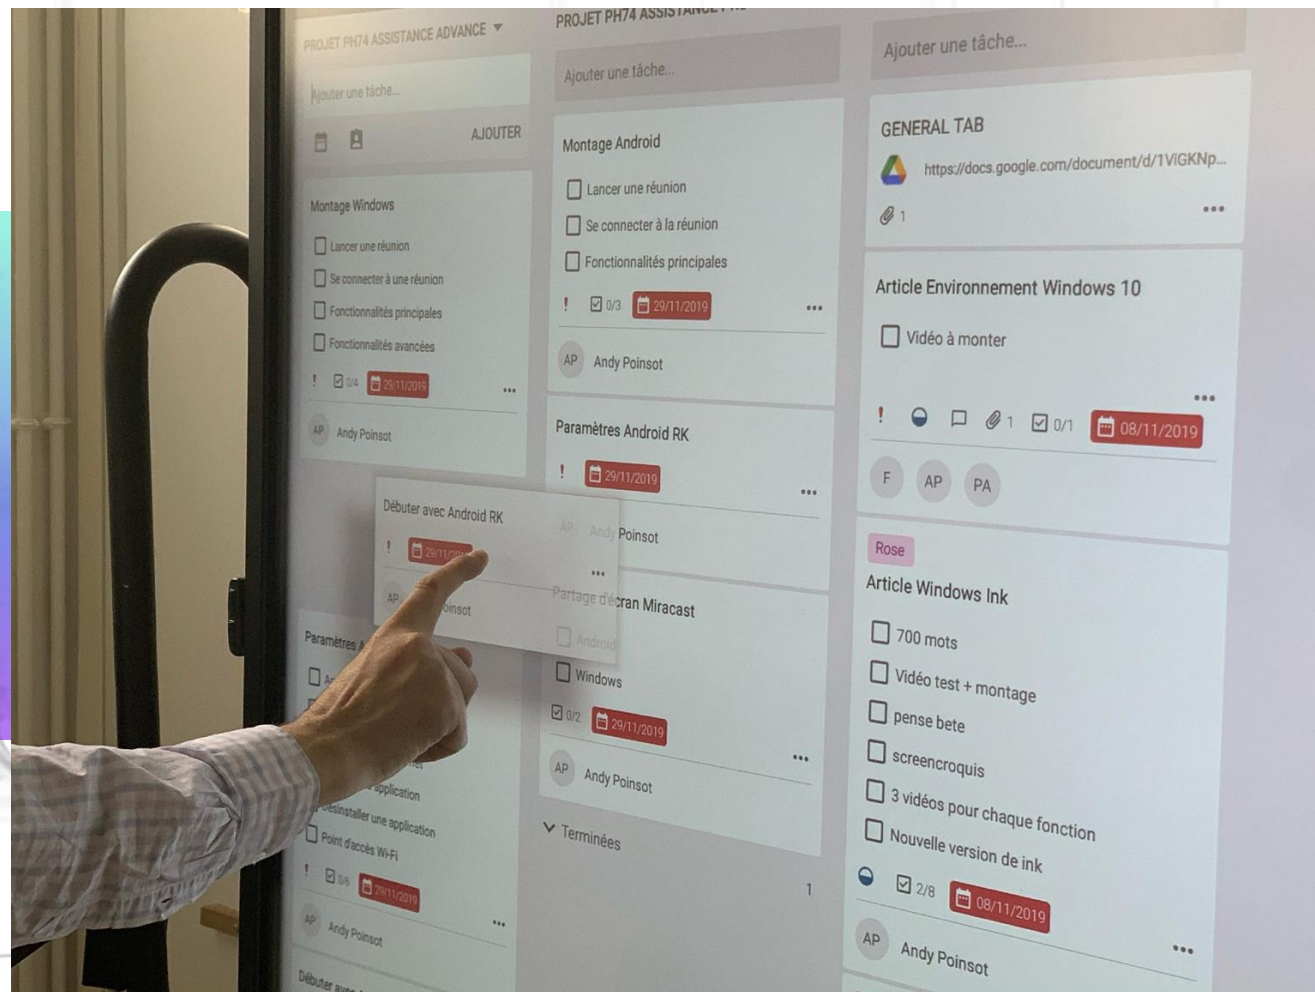 PROJET PH74 ASSISTANCE ADVANCE
Ajouter une tâche...
AJOUTER
Montage Windows
Lancer une réunion
Se connecter à une réunion
Fonctionnalités principales
Fonctionnalités avancées
! 0/4 29/11/2019
AP Andy Poinsot
Débuter avec Android RK
! 29/11/20
AP oinsot
Paramètres A
application
Désinstaller une application
Point d'accès Wi-Fi
! 0/6 29/11/2019
AP Andy Poinsot
Débuter avec
PROJET PH74 ASSISTANCE
Ajouter une tâche...
Montage Android
Lancer une réunion
Se connecter à la réunion
Fonctionnalités principales
! 0/3 29/11/2019
AP Andy Poinsot
Paramètres Android RK
! 29/11/2019
AP Andy Poinsot
Partage d'écran Miracast
Android
Windows
0/2 29/11/2019
AP Andy Poinsot
Terminées
1
Ajouter une tâche...
GENERAL TAB
https://docs.google.com/document/d/1ViGKNp...
1
Article Environnement Windows 10
Vidéo à monter
! 1 0/1 08/11/2019
F AP PA
Rose
Article Windows Ink
700 mots
Vidéo test + montage
pense bete
screencroquis
3 vidéos pour chaque fonction
Nouvelle version de ink
2/8 08/11/2019
AP Andy Poinsot